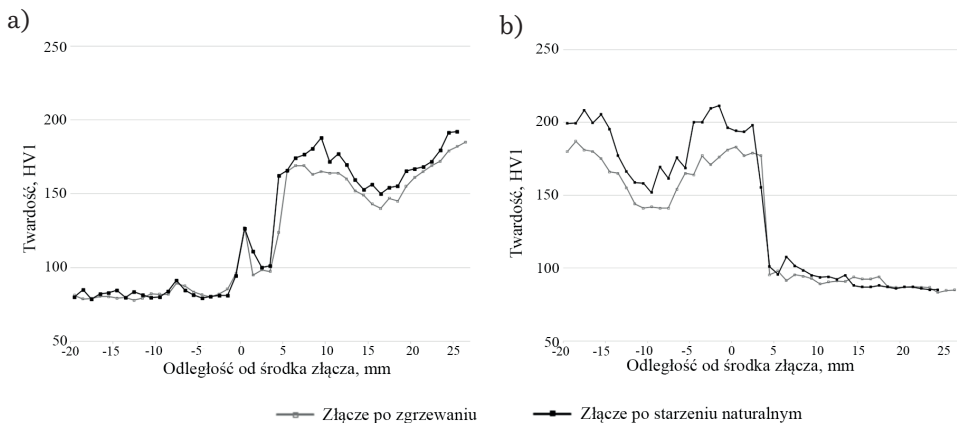 a)
250
200
150
100
50
Twardość, HV1
-20 -15 -10 -5 0 5 10 15 20 25
Odległość od środka złącza, mm
b)
250
200
150
100
50
Twardość, HV1
-20 -15 -10 -5 0 5 10 15 20 25
Odległość od środka złącza, mm
Złącze po zgrzewaniu
Złącze po starzeniu naturalnym